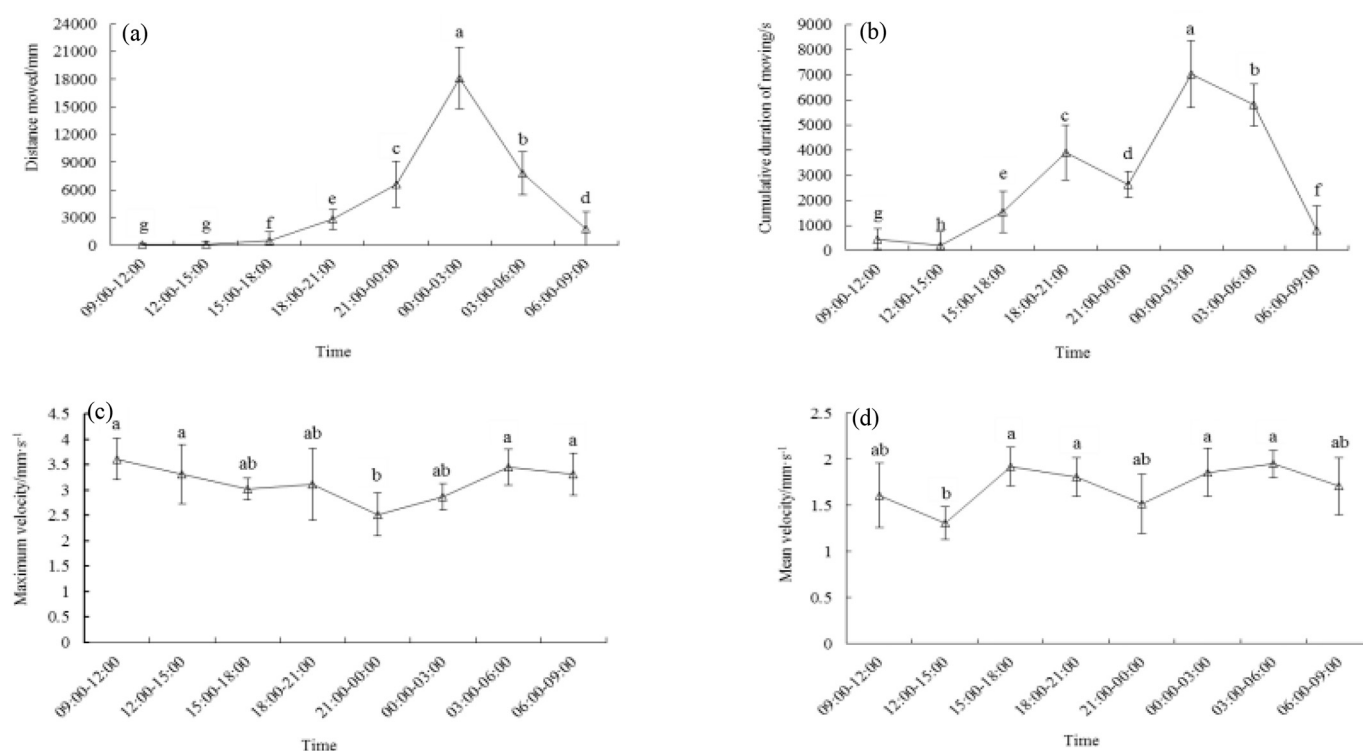 (a)
Distance moved/mm
24000
21000
18000
15000
12000
9000
6000
3000
0
g
g
f
e
c
a
b
d
09:00-12:00
12:00-15:00
15:00-18:00
18:00-21:00
21:00-00:00
00:00-03:00
03:00-06:00
06:00-09:00
Time
(b)
Cumulative duration of moving/s
9000
8000
7000
6000
5000
4000
3000
2000
1000
0
g
h
e
c
d
a
b
f
09:00-12:00
12:00-15:00
15:00-18:00
18:00-21:00
21:00-00:00
00:00-03:00
03:00-06:00
06:00-09:00
Time
(c)
Maximum velocity/mm·s⁻¹
4.5
4
3.5
3
2.5
2
1.5
1
0.5
0
a
a
ab
ab
b
ab
a
a
09:00-12:00
12:00-15:00
15:00-18:00
18:00-21:00
21:00-00:00
00:00-03:00
03:00-06:00
06:00-09:00
Time
(d)
Mean velocity/mm·s⁻¹
2.5
2
1.5
1
0.5
0
ab
b
a
a
ab
a
a
ab
09:00-12:00
12:00-15:00
15:00-18:00
18:00-21:00
21:00-00:00
00:00-03:00
03:00-06:00
06:00-09:00
Time